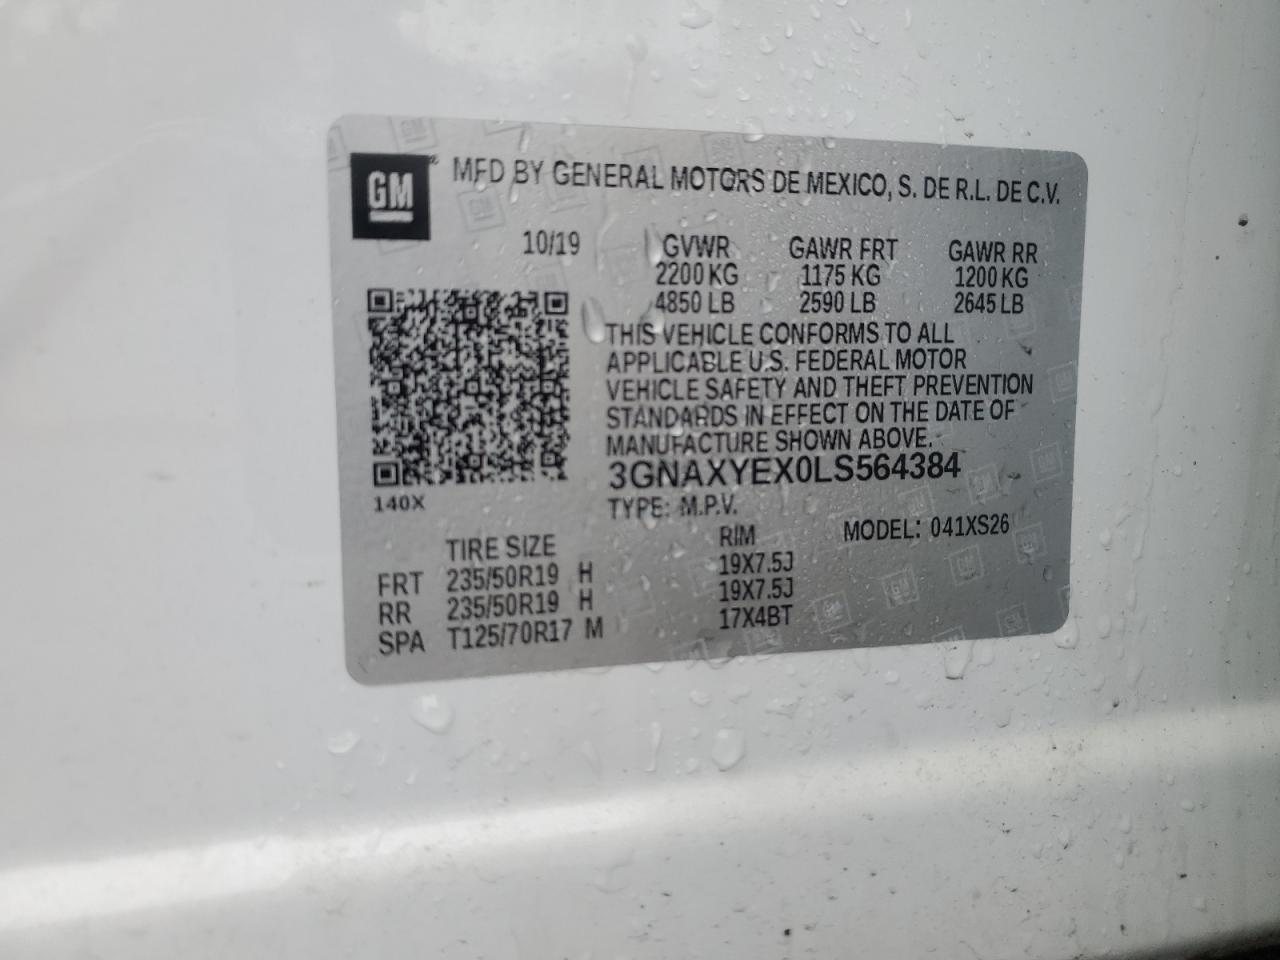 GM
MFD BY GENERAL MOTORS DE MEXICO, S. DE R.L. DE C.V.
10/19 GVWR GAWR FRT GAWR RR
2200 KG 1175 KG 1200 KG
4850 LB 2590 LB 2645 LB
THIS VEHICLE CONFORMS TO ALL
APPLICABLE U.S. FEDERAL MOTOR
VEHICLE SAFETY AND THEFT PREVENTION
STANDARDS IN EFFECT ON THE DATE OF
MANUFACTURE SHOWN ABOVE.
3GNAXYEX0LS564384
140X
TYPE: M.P.V.
MODEL: 041XS26
TIRE SIZE RIM
FRT 235/50R19 H 19X7.5J
RR 235/50R19 H 19X7.5J
SPA T125/70R17 M 17X4BT